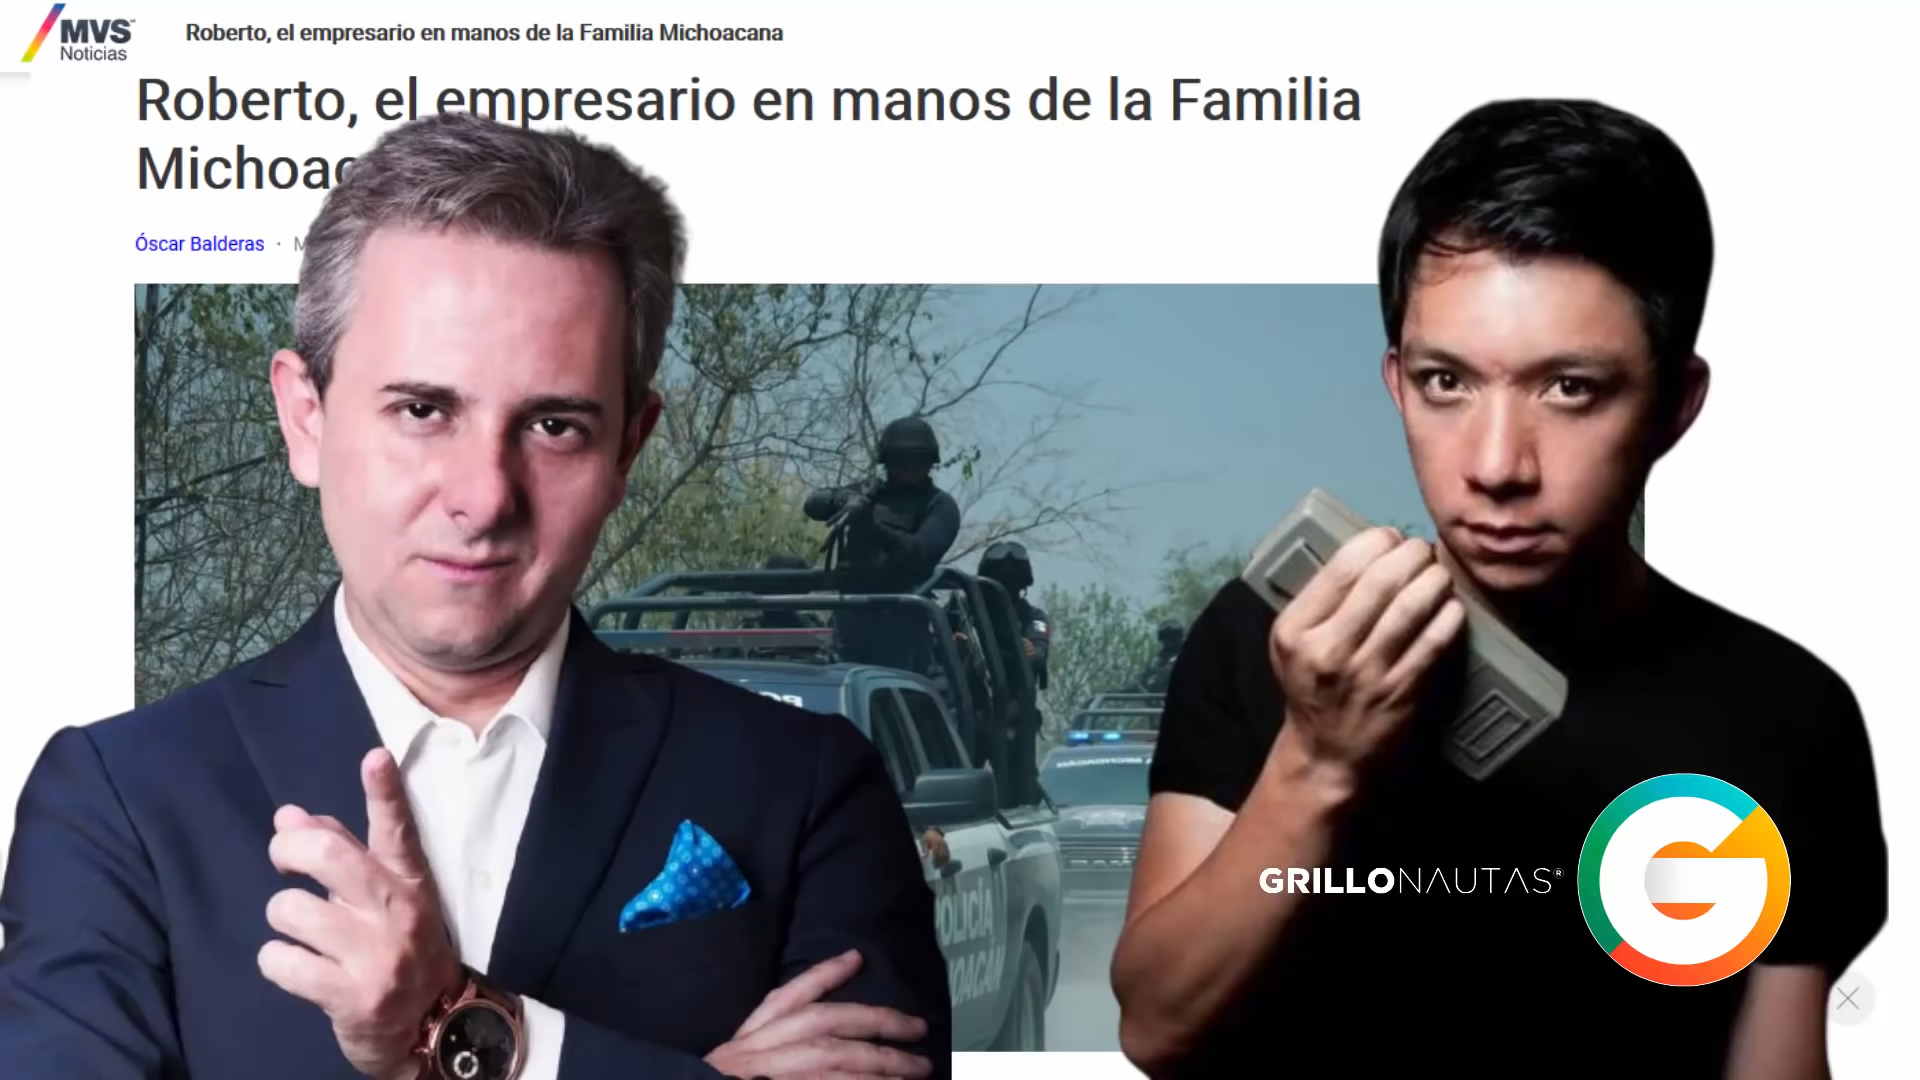 MVS
Noticias
Roberto, el empresario en manos de la Familia Michoacana
Roberto, el empresario en manos de la Familia
Michoac
Óscar Balderas · M
POLICÍA
GRILLONAUTAS®
G